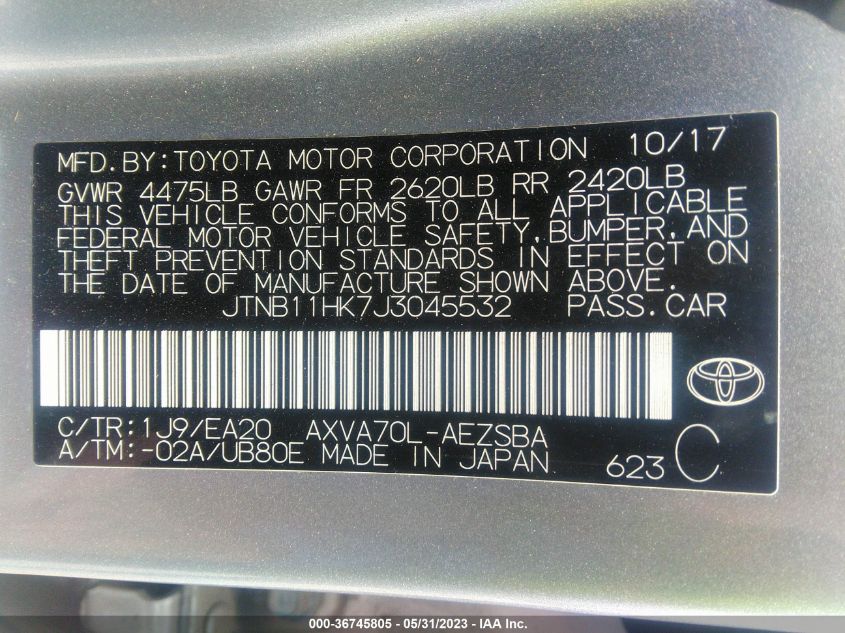 MFD.BY:TOYOTA MOTOR CORPORATION 10/17
GVWR 4475LB GAWR FR 2620LB RR 2420LB
THIS VEHICLE CONFORMS TO ALL APPLICABLE
FEDERAL MOTOR VEHICLE SAFETY,BUMPER,AND
THEFT PREVENTION STANDARDS IN EFFECT ON
THE DATE OF MANUFACTURE SHOWN ABOVE.
JTNB11HK7J3045532 PASS.CAR
C/TR:1J9/EA20 AXVA70L-AEZSBA
A/TM:-02A/UB80E MADE IN JAPAN 623 C
000-36745805 - 05/31/2023 - IAA